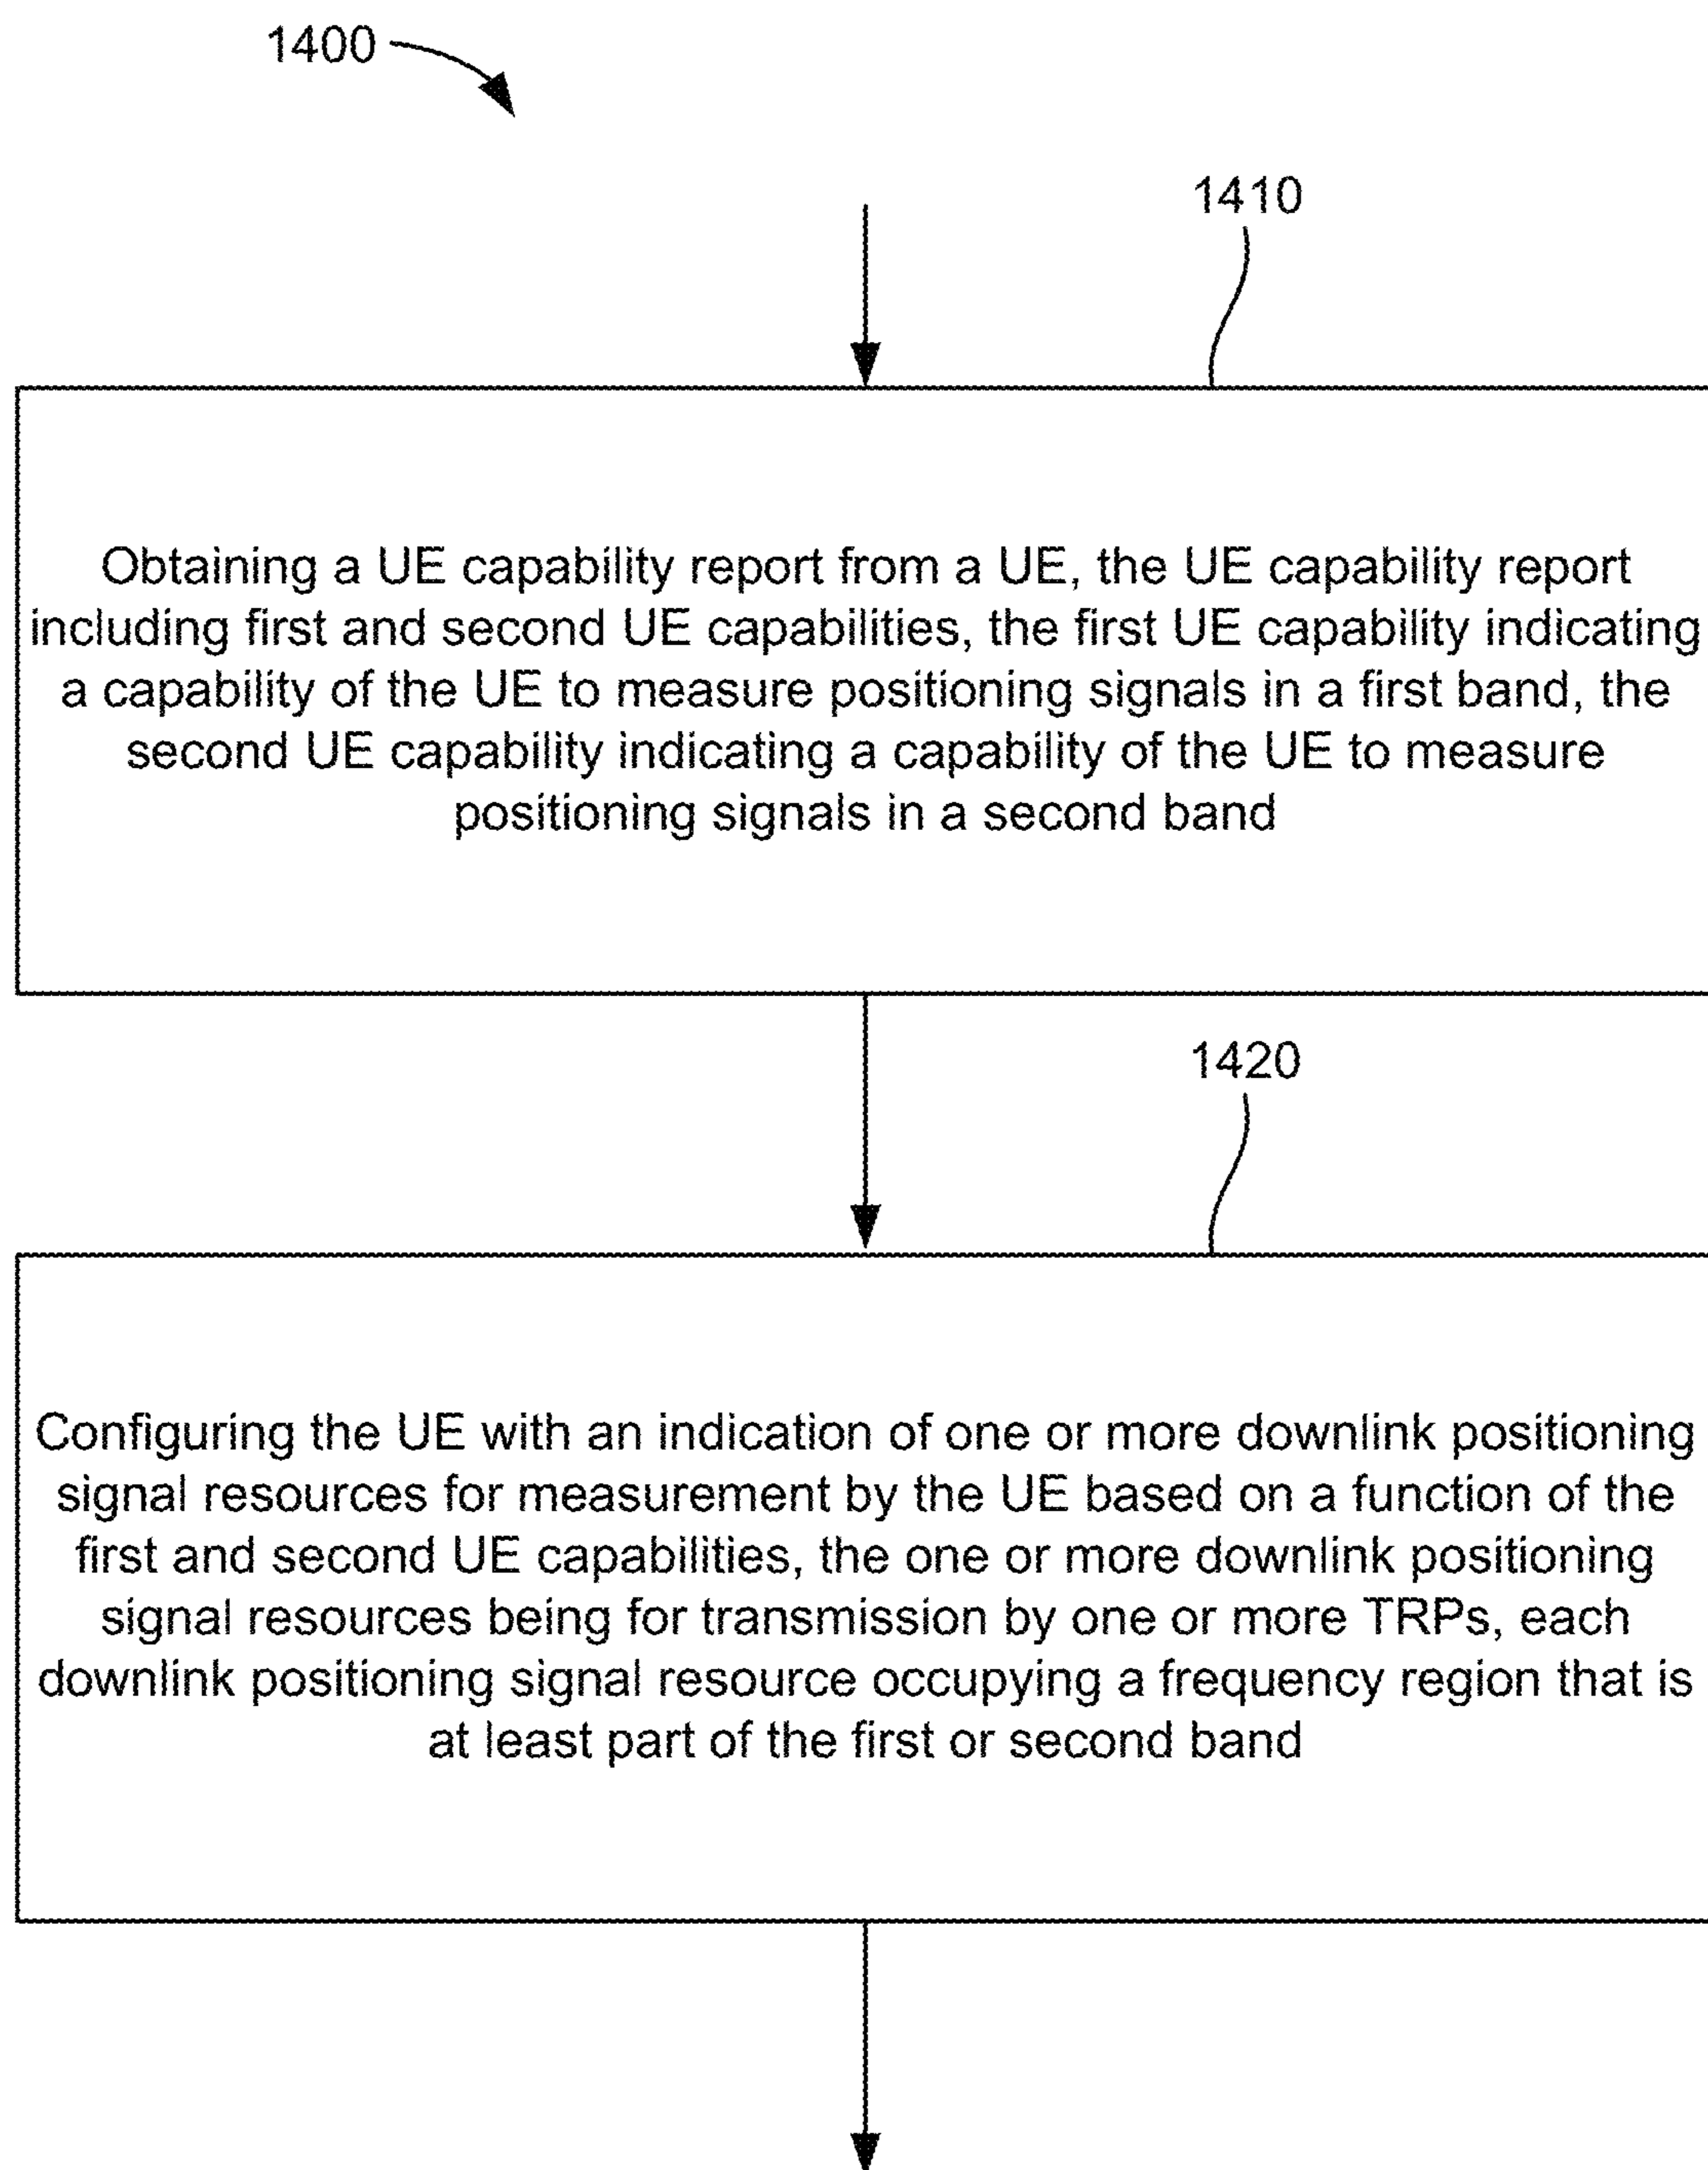 1400
1410
Obtaining a UE capability report from a UE, the UE capability report
including first and second UE capabilities, the first UE capability indicating
a capability of the UE to measure positioning signals in a first band, the
second UE capability indicating a capability of the UE to measure
positioning signals in a second band
1420
Configuring the UE with an indication of one or more downlink positioning
signal resources for measurement by the UE based on a function of the
first and second UE capabilities, the one or more downlink positioning
signal resources being for transmission by one or more TRPs, each
downlink positioning signal resource occupying a frequency region that is
at least part of the first or second band